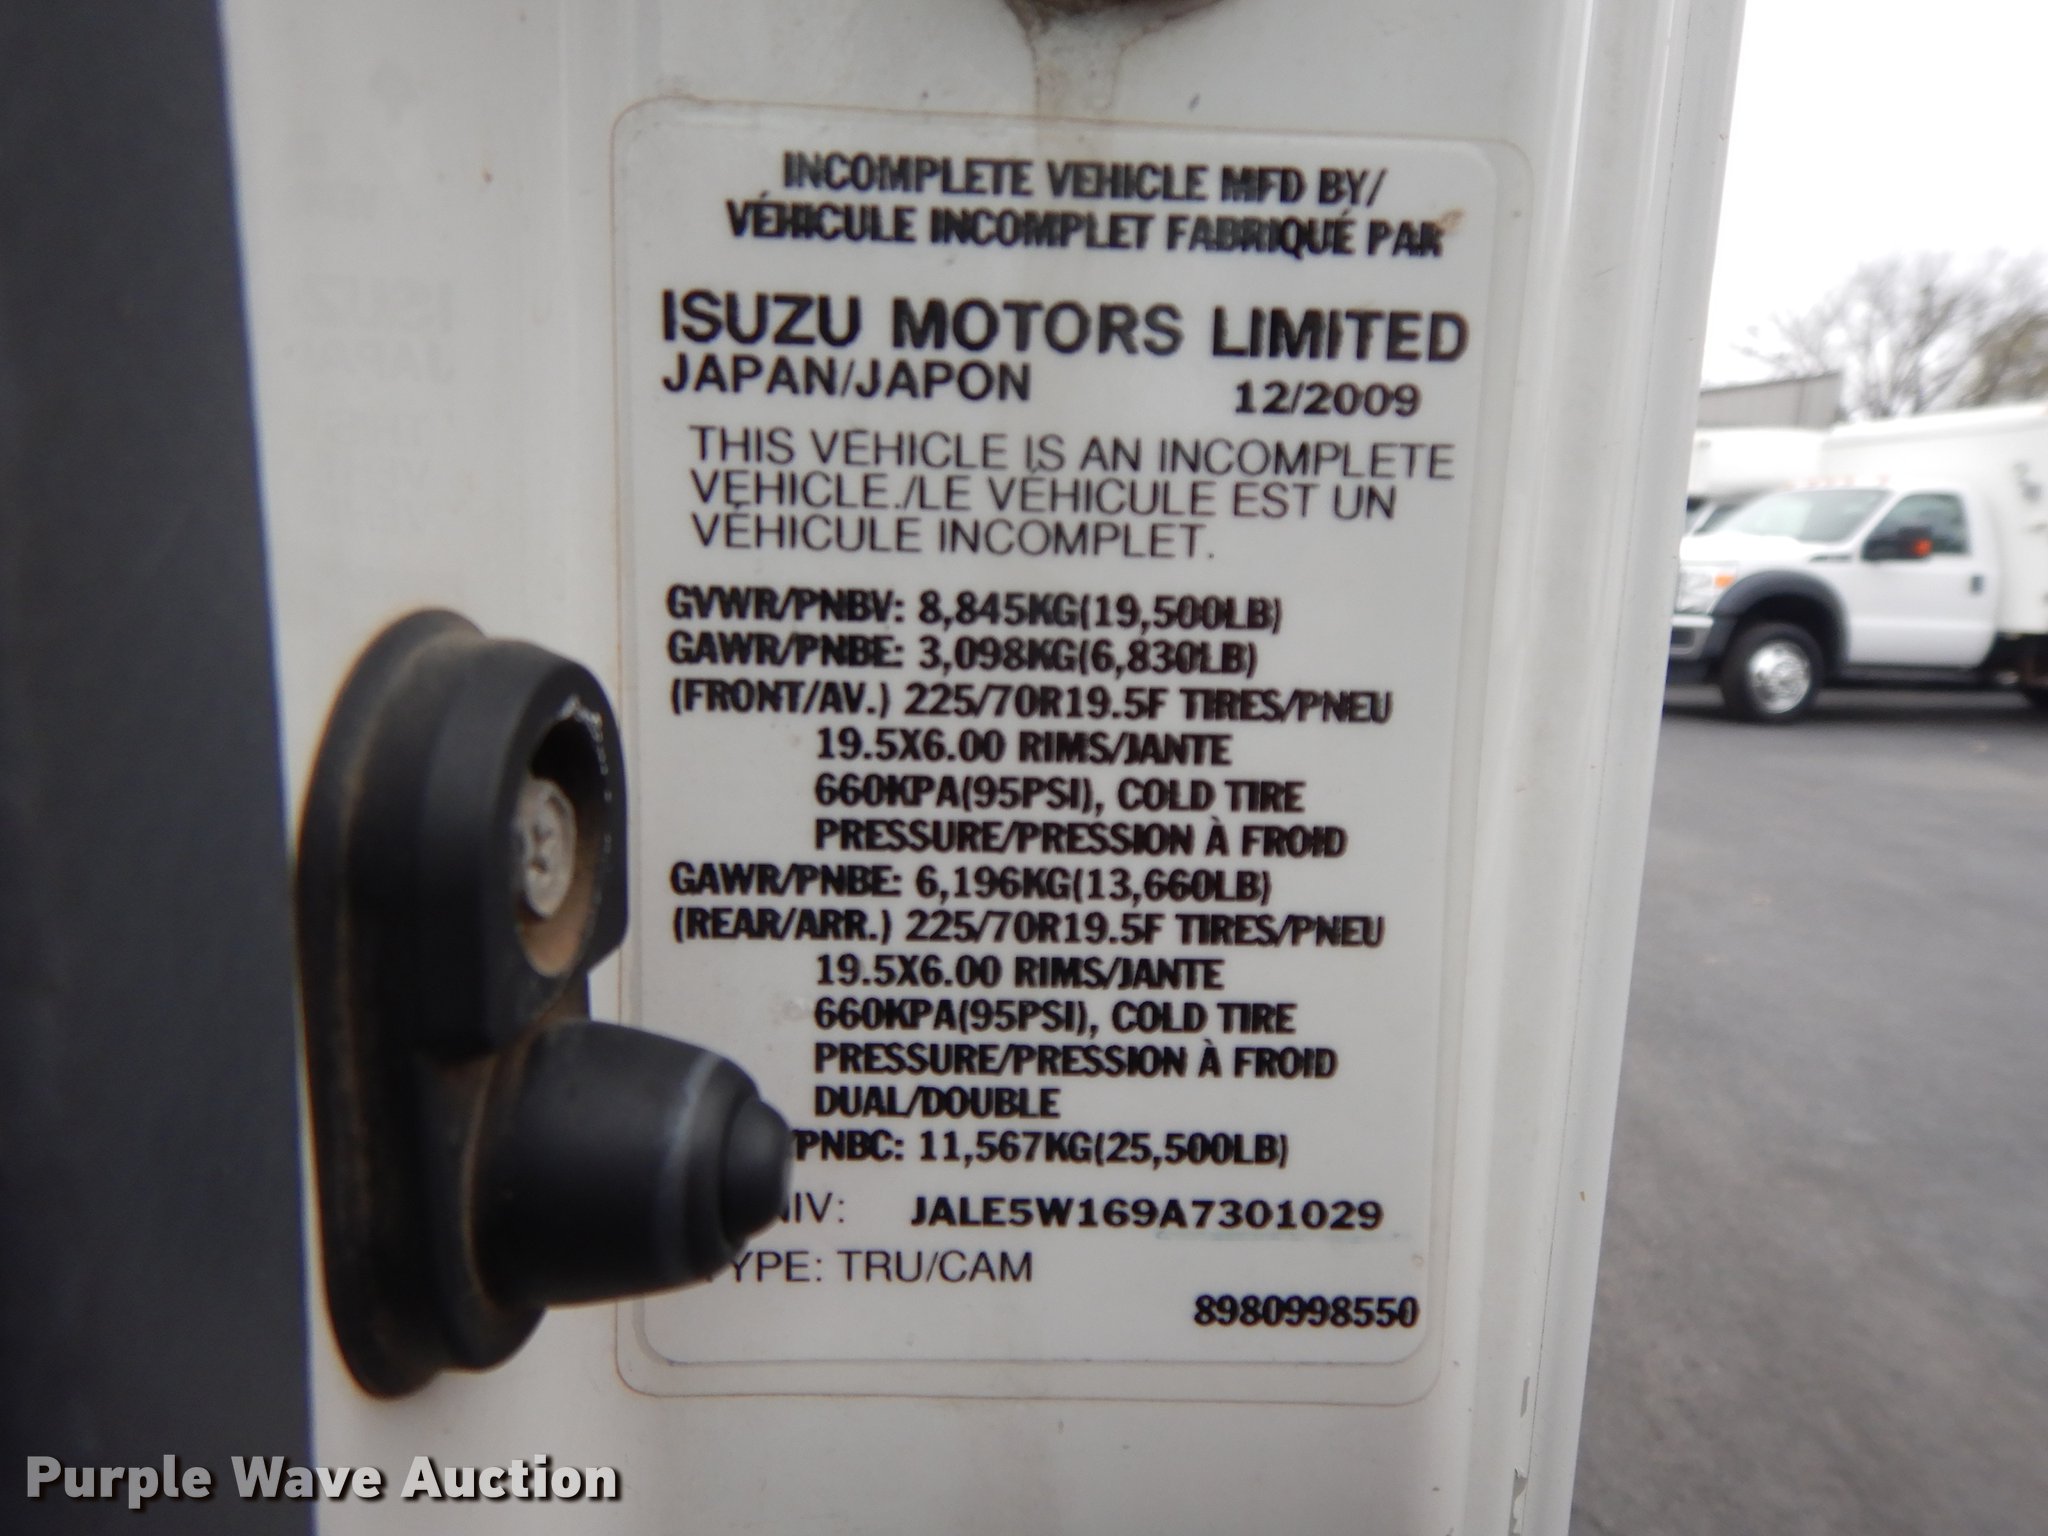 INCOMPLETE VEHICLE MFD BY/
VÉHICULE INCOMPLET FABRIQUÉ PAR
ISUZU MOTORS LIMITED
JAPAN/JAPON 12/2009
THIS VEHICLE IS AN INCOMPLETE
VEHICLE./LE VÉHICULE EST UN
VÉHICULE INCOMPLET.
GVWR/PNBV: 8,845KG(19,500LB)
GAWR/PNBE: 3,098KG(6,830LB)
(FRONT/AV.) 225/70R19.5F TIRES/PNEU
19.5X6.00 RIMS/JANTE
660KPA(95PSI), COLD TIRE
PRESSURE/PRESSION À FROID
GAWR/PNBE: 6,196KG(13,660LB)
(REAR/ARR.) 225/70R19.5F TIRES/PNEU
19.5X6.00 RIMS/JANTE
660KPA(95PSI), COLD TIRE
PRESSURE/PRESSION À FROID
DUAL/DOUBLE
/PNBC: 11,567KG(25,500LB)
NIV: JALE5W169A7301029
TYPE: TRU/CAM
8980998550
Purple Wave Auction